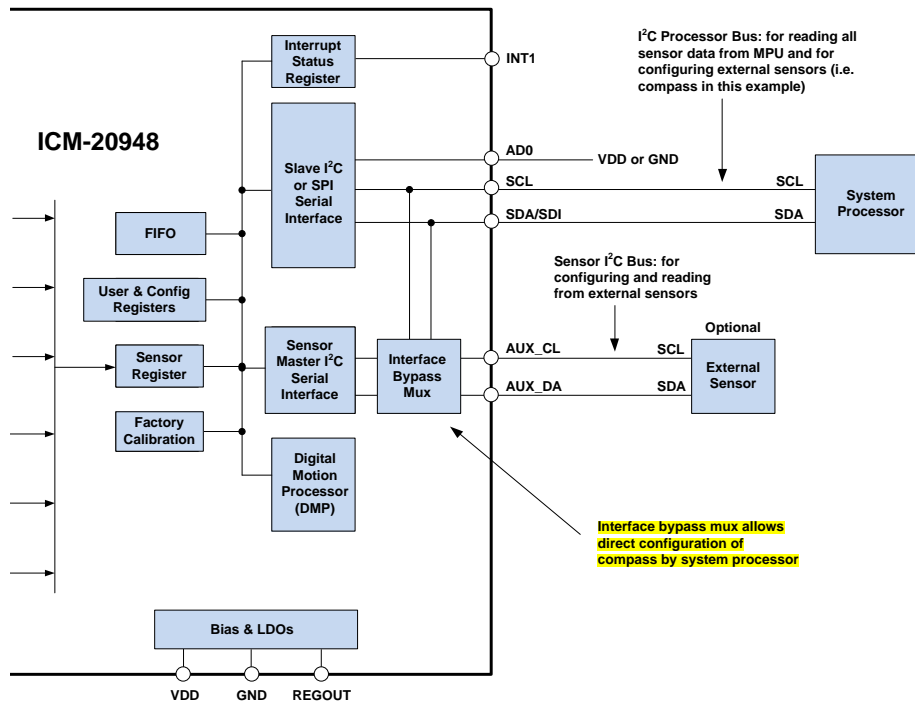 ICM-20948
Interrupt
Status
Register
INT1
I²C Processor Bus: for reading all
sensor data from MPU and for
configuring external sensors (i.e.
compass in this example)
Slave I²C
or SPI
Serial
Interface
AD0
VDD or GND
SCL
SCL
SDA/SDI
SDA
System
Processor
FIFO
User & Config
Registers
Sensor
Register
Factory
Calibration
Sensor
Master I²C
Serial
Interface
Interface
Bypass
Mux
Digital
Motion
Processor
(DMP)
Sensor I²C Bus: for
configuring and reading
from external sensors
Optional
AUX_CL
SCL
AUX_DA
SDA
External
Sensor
Interface bypass mux allows
direct configuration of
compass by system processor
Bias & LDOs
VDD
GND
REGOUT